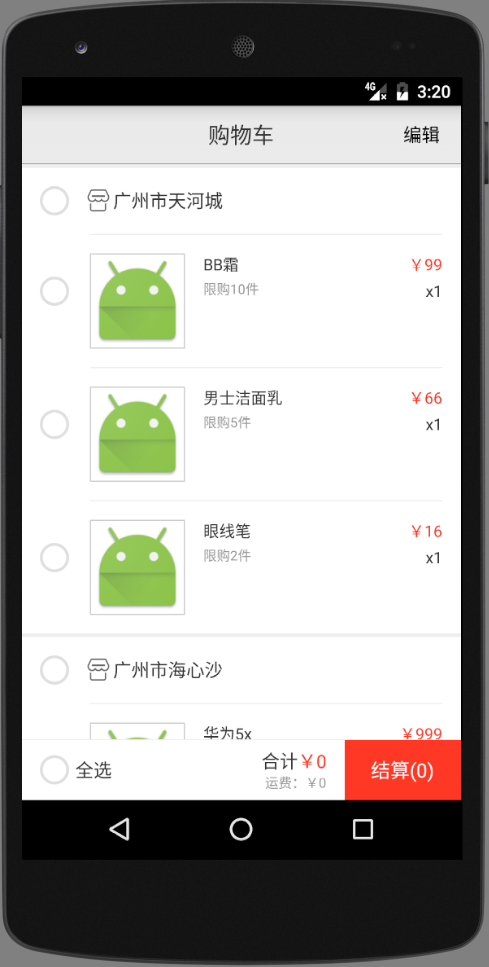 4G 3:20
购物车 编辑
广州市天河城
BB霜 ￥99
限购10件 x1
男士洁面乳 ￥66
限购5件 x1
眼线笔 ￥16
限购2件 x1
广州市海心沙
华为5x ￥999
全选 合计￥0 结算(0)
运费：￥0